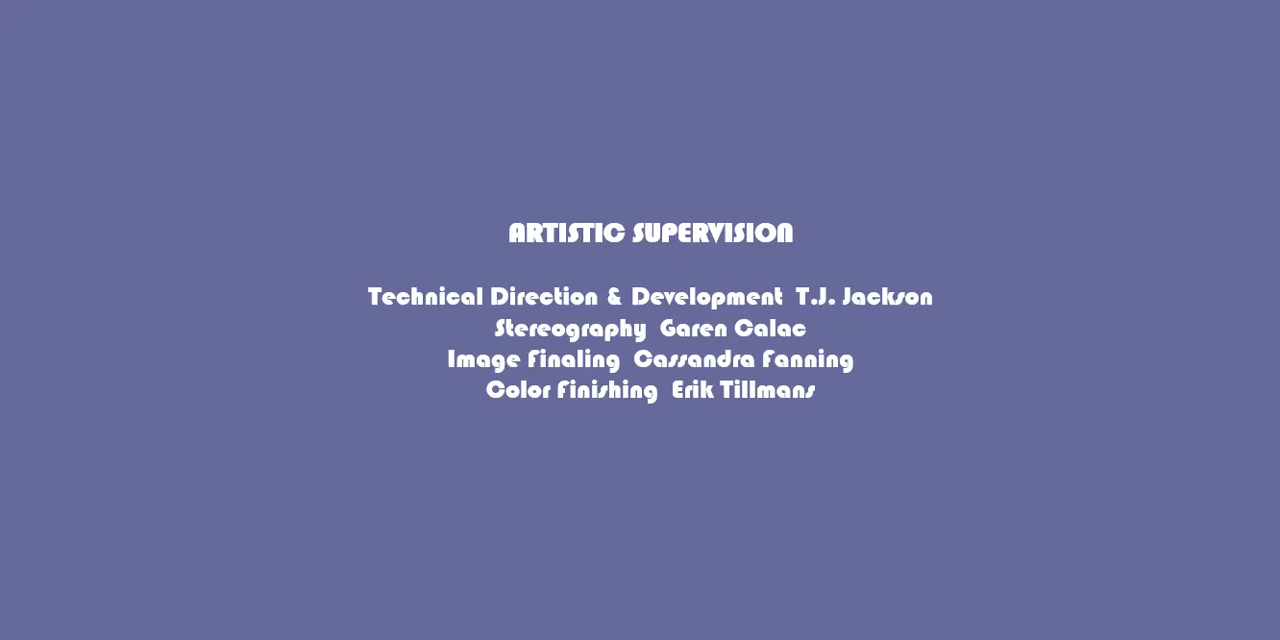 ARTISTIC SUPERVISION
Technical Direction & Development T.J. Jackson
Stereography Garen Calac
Image Finaling Cassandra Fanning
Color Finishing Erik Tillmans